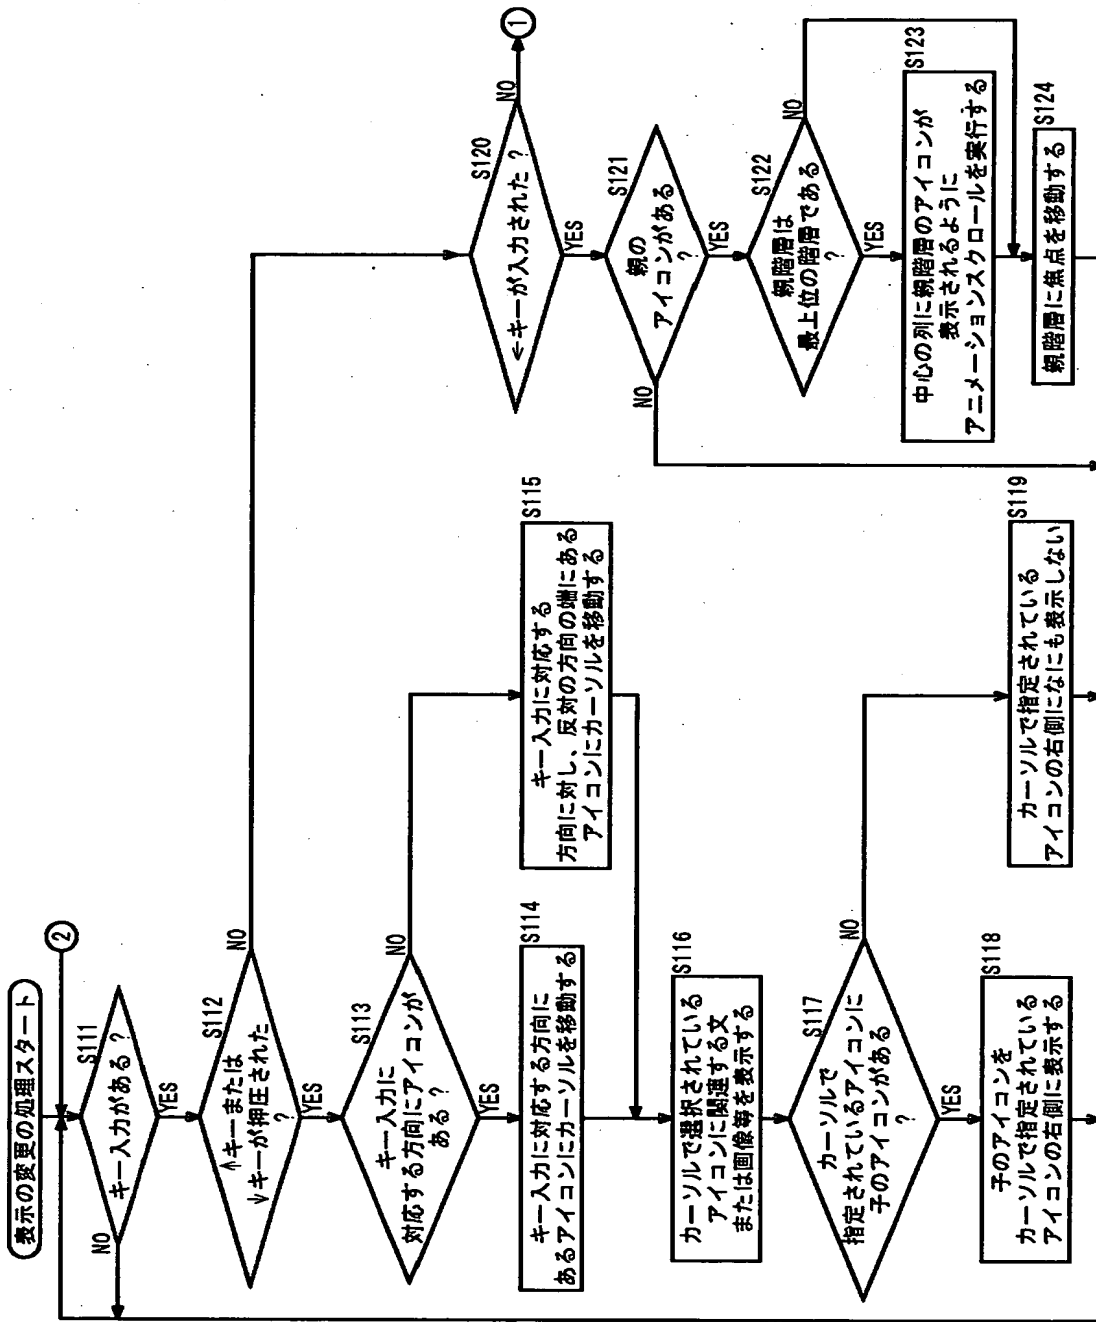 表示の変更の処理スタート
②
S111
キー入力がある？
NO
YES
S112
↑キーまたは
↓キーが押圧された
？
NO
YES
S113
キー入力に
対応する方向にアイコンが
ある？
NO
YES
S114
キー入力に対応する方向に
あるアイコンにカーソルを移動する
S115
キー入力に対応する
方向に対し、反対の方向の端にある
アイコンにカーソルを移動する
S116
カーソルで選択されている
アイコンに関連する文
または画像等を表示する
S117
カーソルで
指定されているアイコンに
子のアイコンがある
？
NO
YES
S118
子のアイコンを
カーソルで指定されている
アイコンの右側に表示する
S119
カーソルで指定されている
アイコンの右側になにも表示しない
S120
←キーが入力された？
NO
①
YES
S121
親の
アイコンがある
？
NO
YES
S122
親階層は
最上位の階層である
？
NO
YES
S123
中心の列に親階層のアイコンが
表示されるように
アニメーションスクロールを実行する
S124
親階層に焦点を移動する